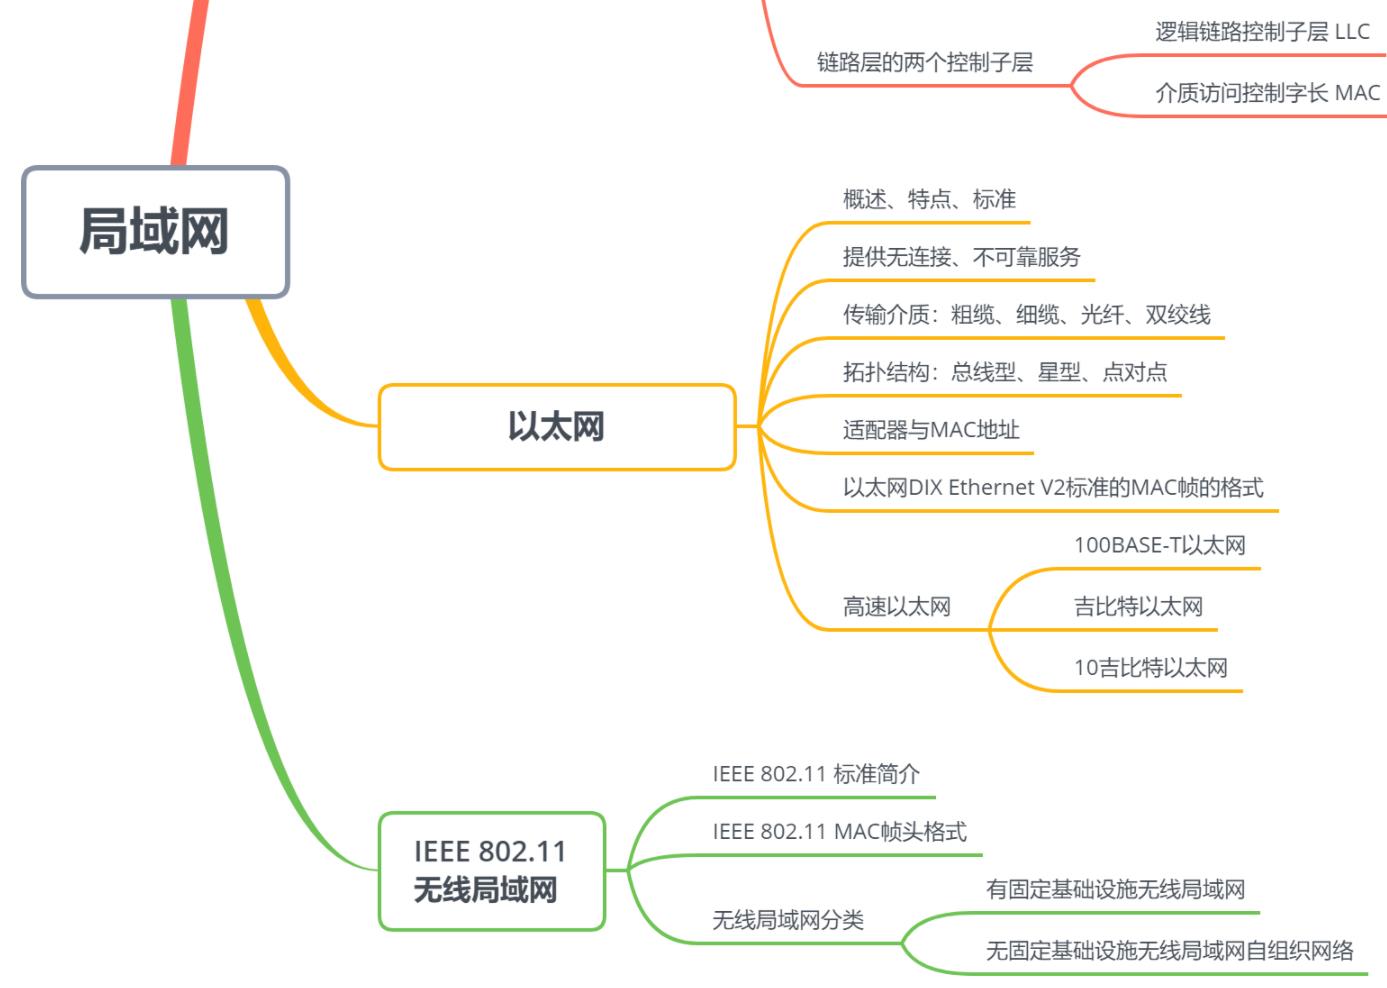 链路层的两个控制子层
逻辑链路控制子层 LLC
介质访问控制字长 MAC
局域网
以太网
概述、特点、标准
提供无连接、不可靠服务
传输介质：粗缆、细缆、光纤、双绞线
拓扑结构：总线型、星型、点对点
适配器与MAC地址
以太网DIX Ethernet V2标准的MAC帧的格式
高速以太网
100BASE-T以太网
吉比特以太网
10吉比特以太网
IEEE 802.11
无线局域网
IEEE 802.11 标准简介
IEEE 802.11 MAC帧头格式
无线局域网分类
有固定基础设施无线局域网
无固定基础设施无线局域网自组织网络